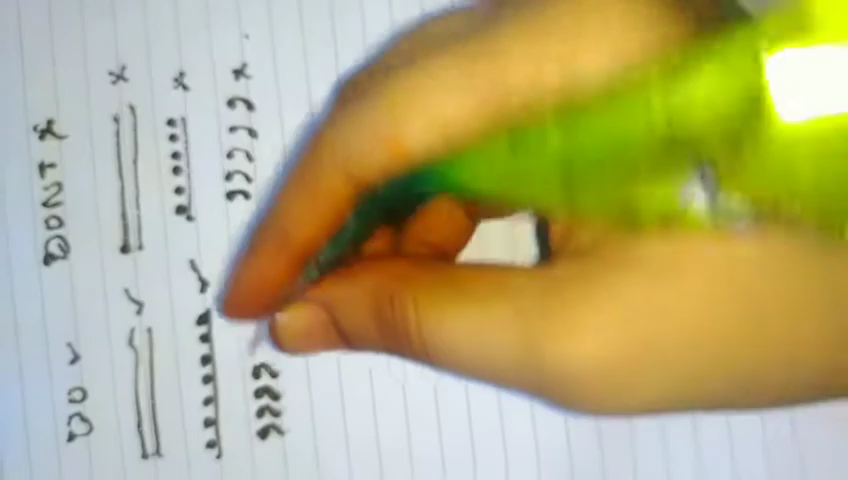 DO ✓ DONT ×
✓ ×
✓ ×
×